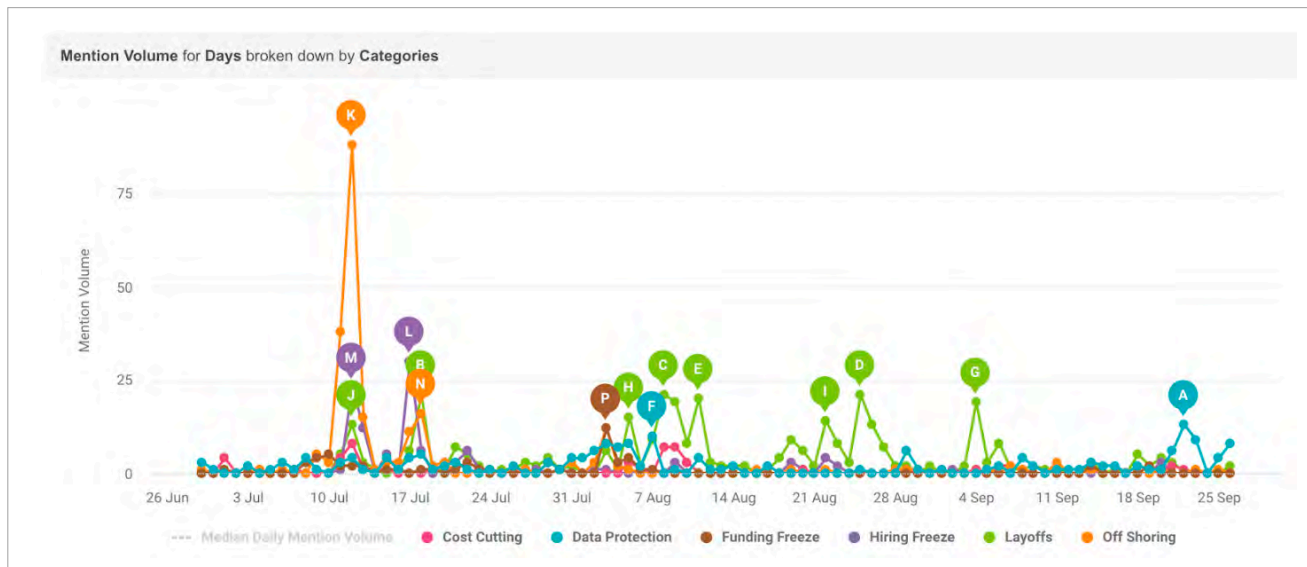 Mention Volume for Days broken down by Categories
K
75
50
25
0
Mention Volume
L
M
B
N
J
P
H
F
C
E
I
D
G
A
26 Jun 3 Jul 10 Jul 17 Jul 24 Jul 31 Jul 7 Aug 14 Aug 21 Aug 28 Aug 4 Sep 11 Sep 18 Sep 25 Sep
Median Daily Mention Volume Cost Cutting Data Protection Funding Freeze Hiring Freeze Layoffs Off Shoring